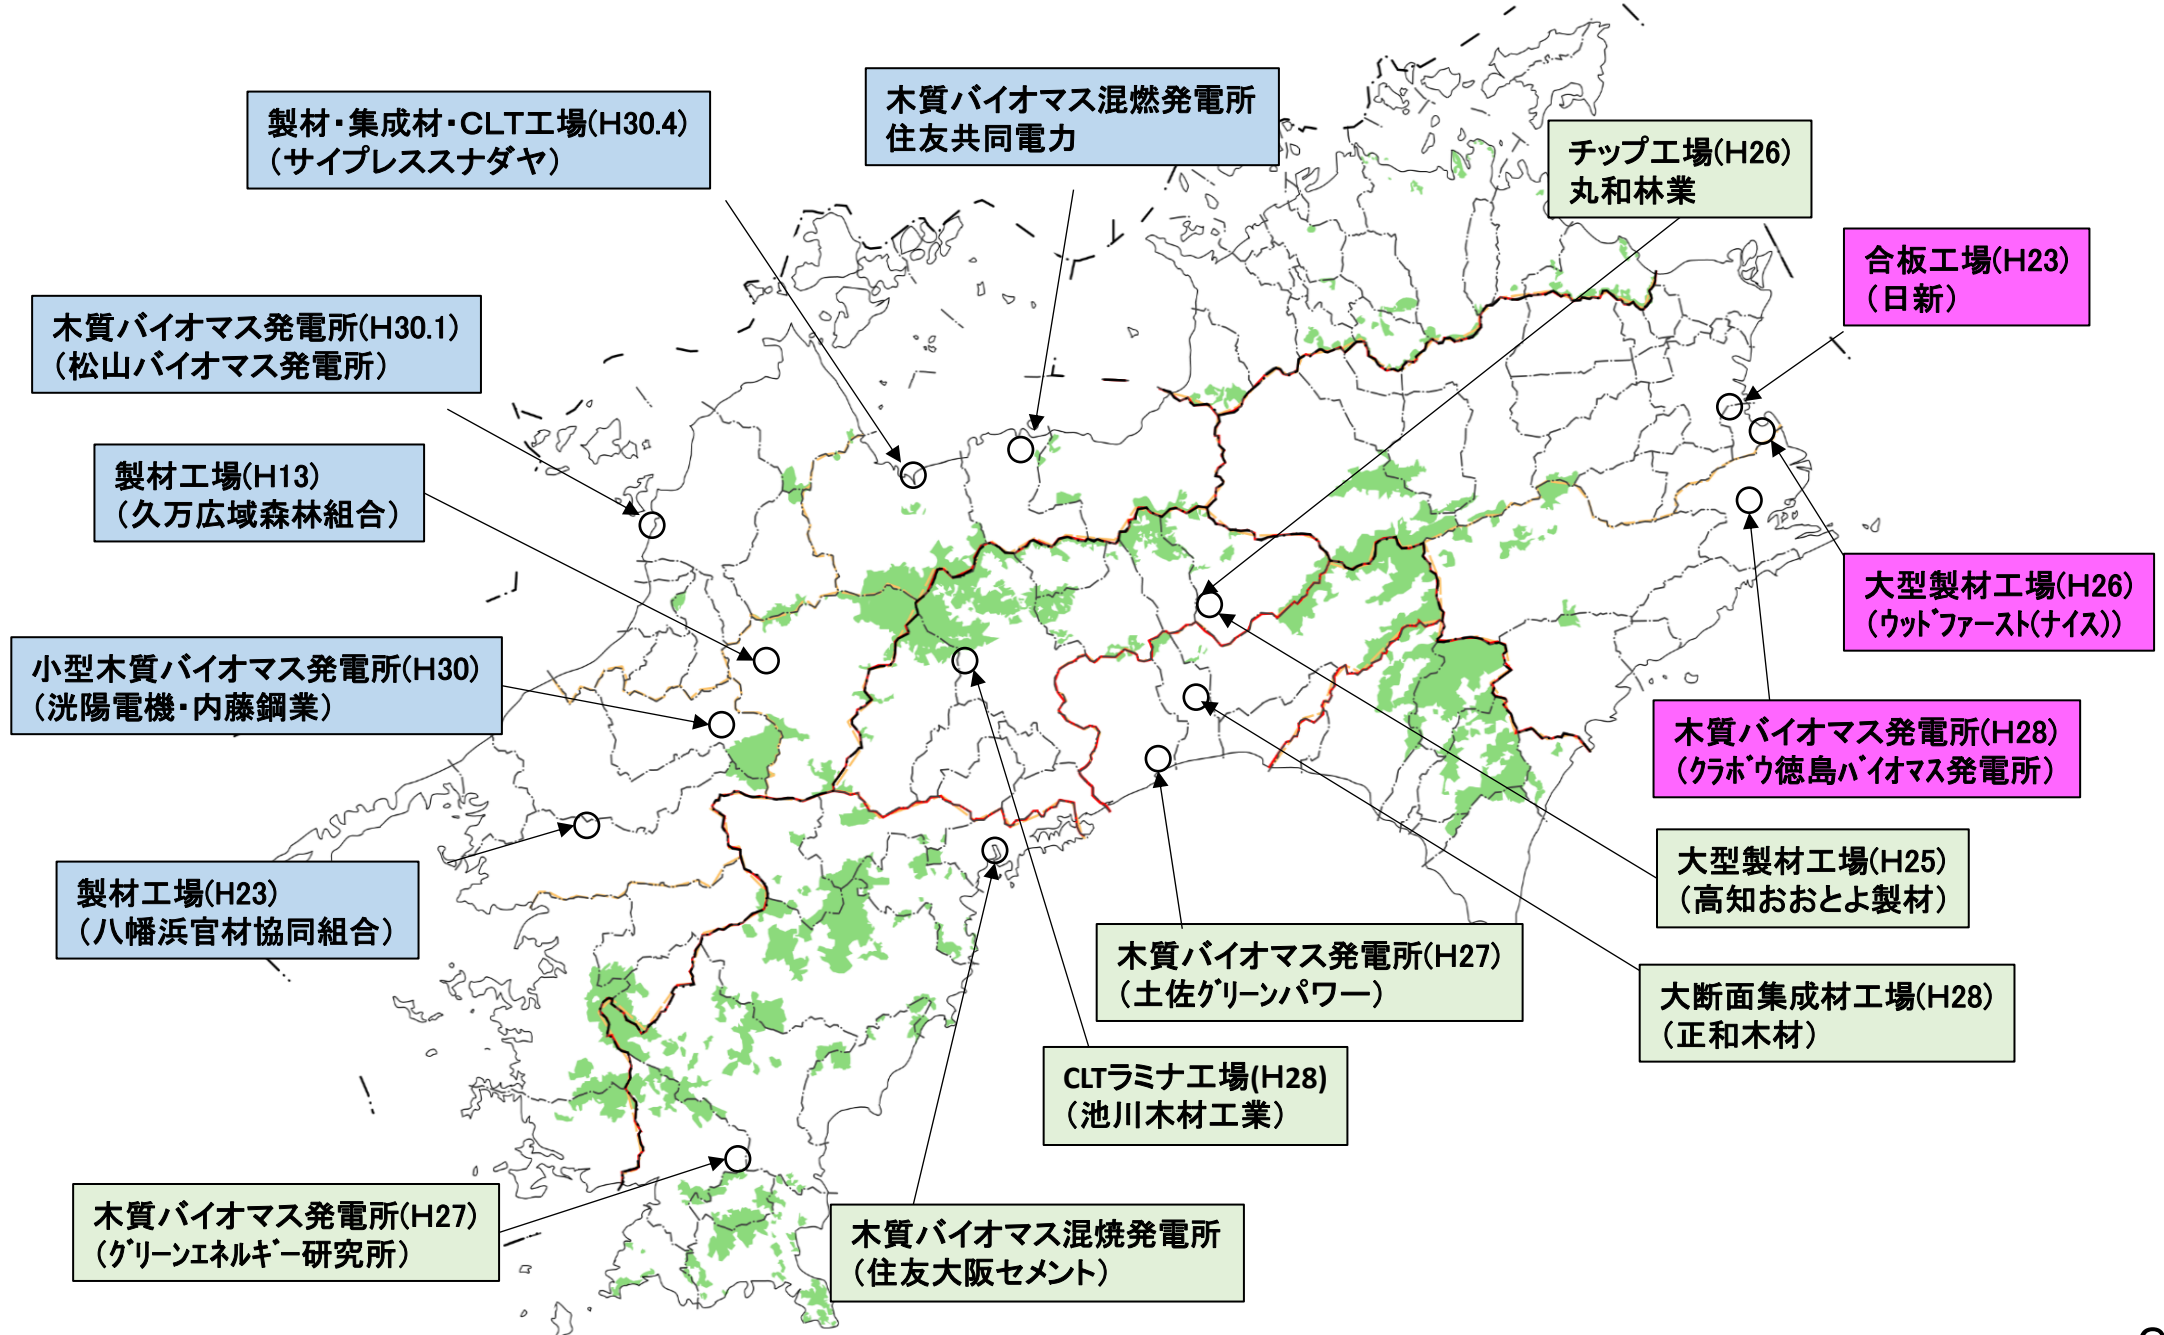 木質バイオマス混燃発電所
住友共同電力
製材・集成材・CLT工場(H30.4)
（サイプレススナダヤ）
チップ工場(H26)
丸和林業
合板工場(H23)
（日新）
木質バイオマス発電所(H30.1)
（松山バイオマス発電所）
製材工場(H13)
（久万広域森林組合）
大型製材工場(H26)
（ｳｯﾄﾞﾌｧｰｽﾄ(ﾅｲｽ)）
小型木質バイオマス発電所(H30)
（洸陽電機・内藤鋼業）
木質バイオマス発電所(H28)
（ｸﾗﾎﾞｳ徳島ﾊﾞｲｵﾏｽ発電所）
大型製材工場(H25)
（高知おおとよ製材）
製材工場(H23)
（八幡浜官材協同組合）
木質バイオマス発電所(H27)
（土佐ｸﾞﾘｰﾝパワー）
大断面集成材工場(H28)
（正和木材）
CLTラミナ工場(H28)
（池川木材工業）
木質バイオマス発電所(H27)
（ｸﾞﾘｰﾝｴﾈﾙｷﾞｰ研究所）
木質バイオマス混焼発電所
（住友大阪セメント）